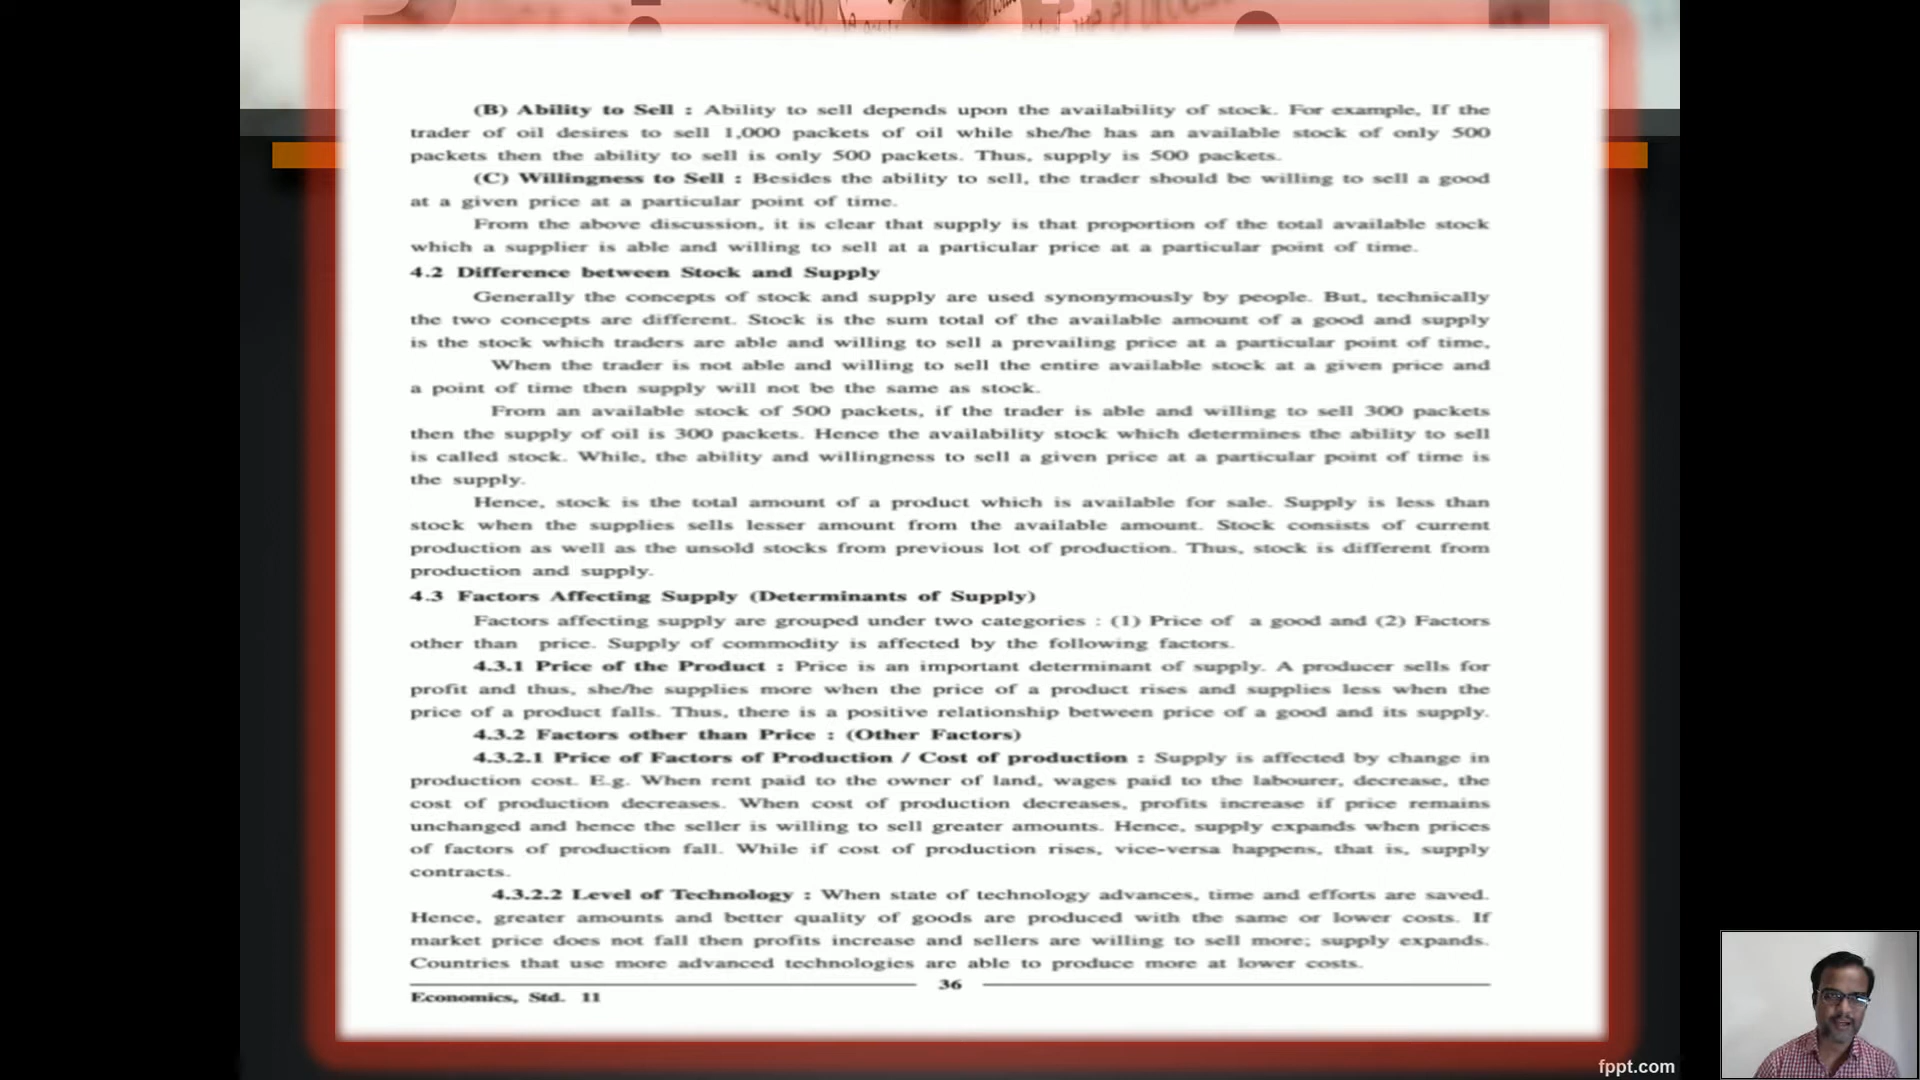 (B) Ability to Sell : Ability to sell depends upon the availability of stock. For example, If the
trader of oil desires to sell 1,000 packets of oil while she/he has an available stock of only 500
packets then the ability to sell is only 500 packets. Thus, supply is 500 packets.
(C) Willingness to Sell : Besides the ability to sell, the trader should be willing to sell a good
at a given price at a particular point of time.
From the above discussion, it is clear that supply is that proportion of the total available stock
which a supplier is able and willing to sell at a particular price at a particular point of time.
4.2 Difference between Stock and Supply
Generally the concepts of stock and supply are used synonymously by people. But, technically
the two concepts are different. Stock is the sum total of the available amount of a good and supply
is the stock which traders are able and willing to sell a prevailing price at a particular point of time,
When the trader is not able and willing to sell the entire available stock at a given price and
a point of time then supply will not be the same as stock.
From an available stock of 500 packets, if the trader is able and willing to sell 300 packets
then the supply of oil is 300 packets. Hence the availability stock which determines the ability to sell
is called stock. While, the ability and willingness to sell a given price at a particular point of time is
the supply.
Hence, stock is the total amount of a product which is available for sale. Supply is less than
stock when the supplies sells lesser amount from the available amount. Stock consists of current
production as well as the unsold stocks from previous lot of production. Thus, stock is different from
production and supply.
4.3 Factors Affecting Supply (Determinants of Supply)
Factors affecting supply are grouped under two categories : (1) Price of a good and (2) Factors
other than price. Supply of commodity is affected by the following factors.
4.3.1 Price of the Product : Price is an important determinant of supply. A producer sells for
profit and thus, she/he supplies more when the price of a product rises and supplies less when the
price of a product falls. Thus, there is a positive relationship between price of a good and its supply.
4.3.2 Factors other than Price : (Other Factors)
4.3.2.1 Price of Factors of Production / Cost of production : Supply is affected by change in
production cost. E.g. When rent paid to the owner of land, wages paid to the labourer, decrease, the
cost of production decreases. When cost of production decreases, profits increase if price remains
unchanged and hence the seller is willing to sell greater amounts. Hence, supply expands when prices
of factors of production fall. While if cost of production rises, vice-versa happens, that is, supply
contracts.
4.3.2.2 Level of Technology : When state of technology advances, time and efforts are saved.
Hence, greater amounts and better quality of goods are produced with the same or lower costs. If
market price does not fall then profits increase and sellers are willing to sell more; supply expands.
Countries that use more advanced technologies are able to produce more at lower costs.
36
Economics, Std. 11
fppt.com